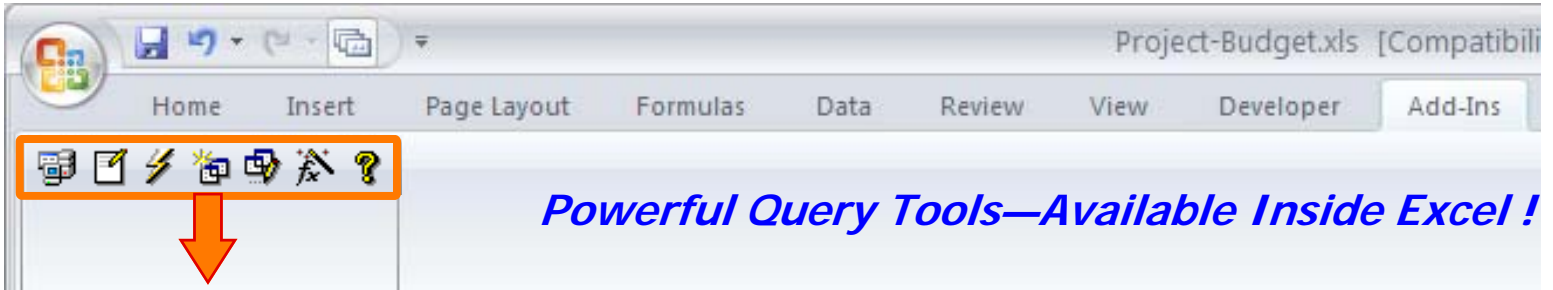 Project-Budget.xls [Compatibili
Home Insert Page Layout Formulas Data Review View Developer Add-Ins
Powerful Query Tools—Available Inside Excel !